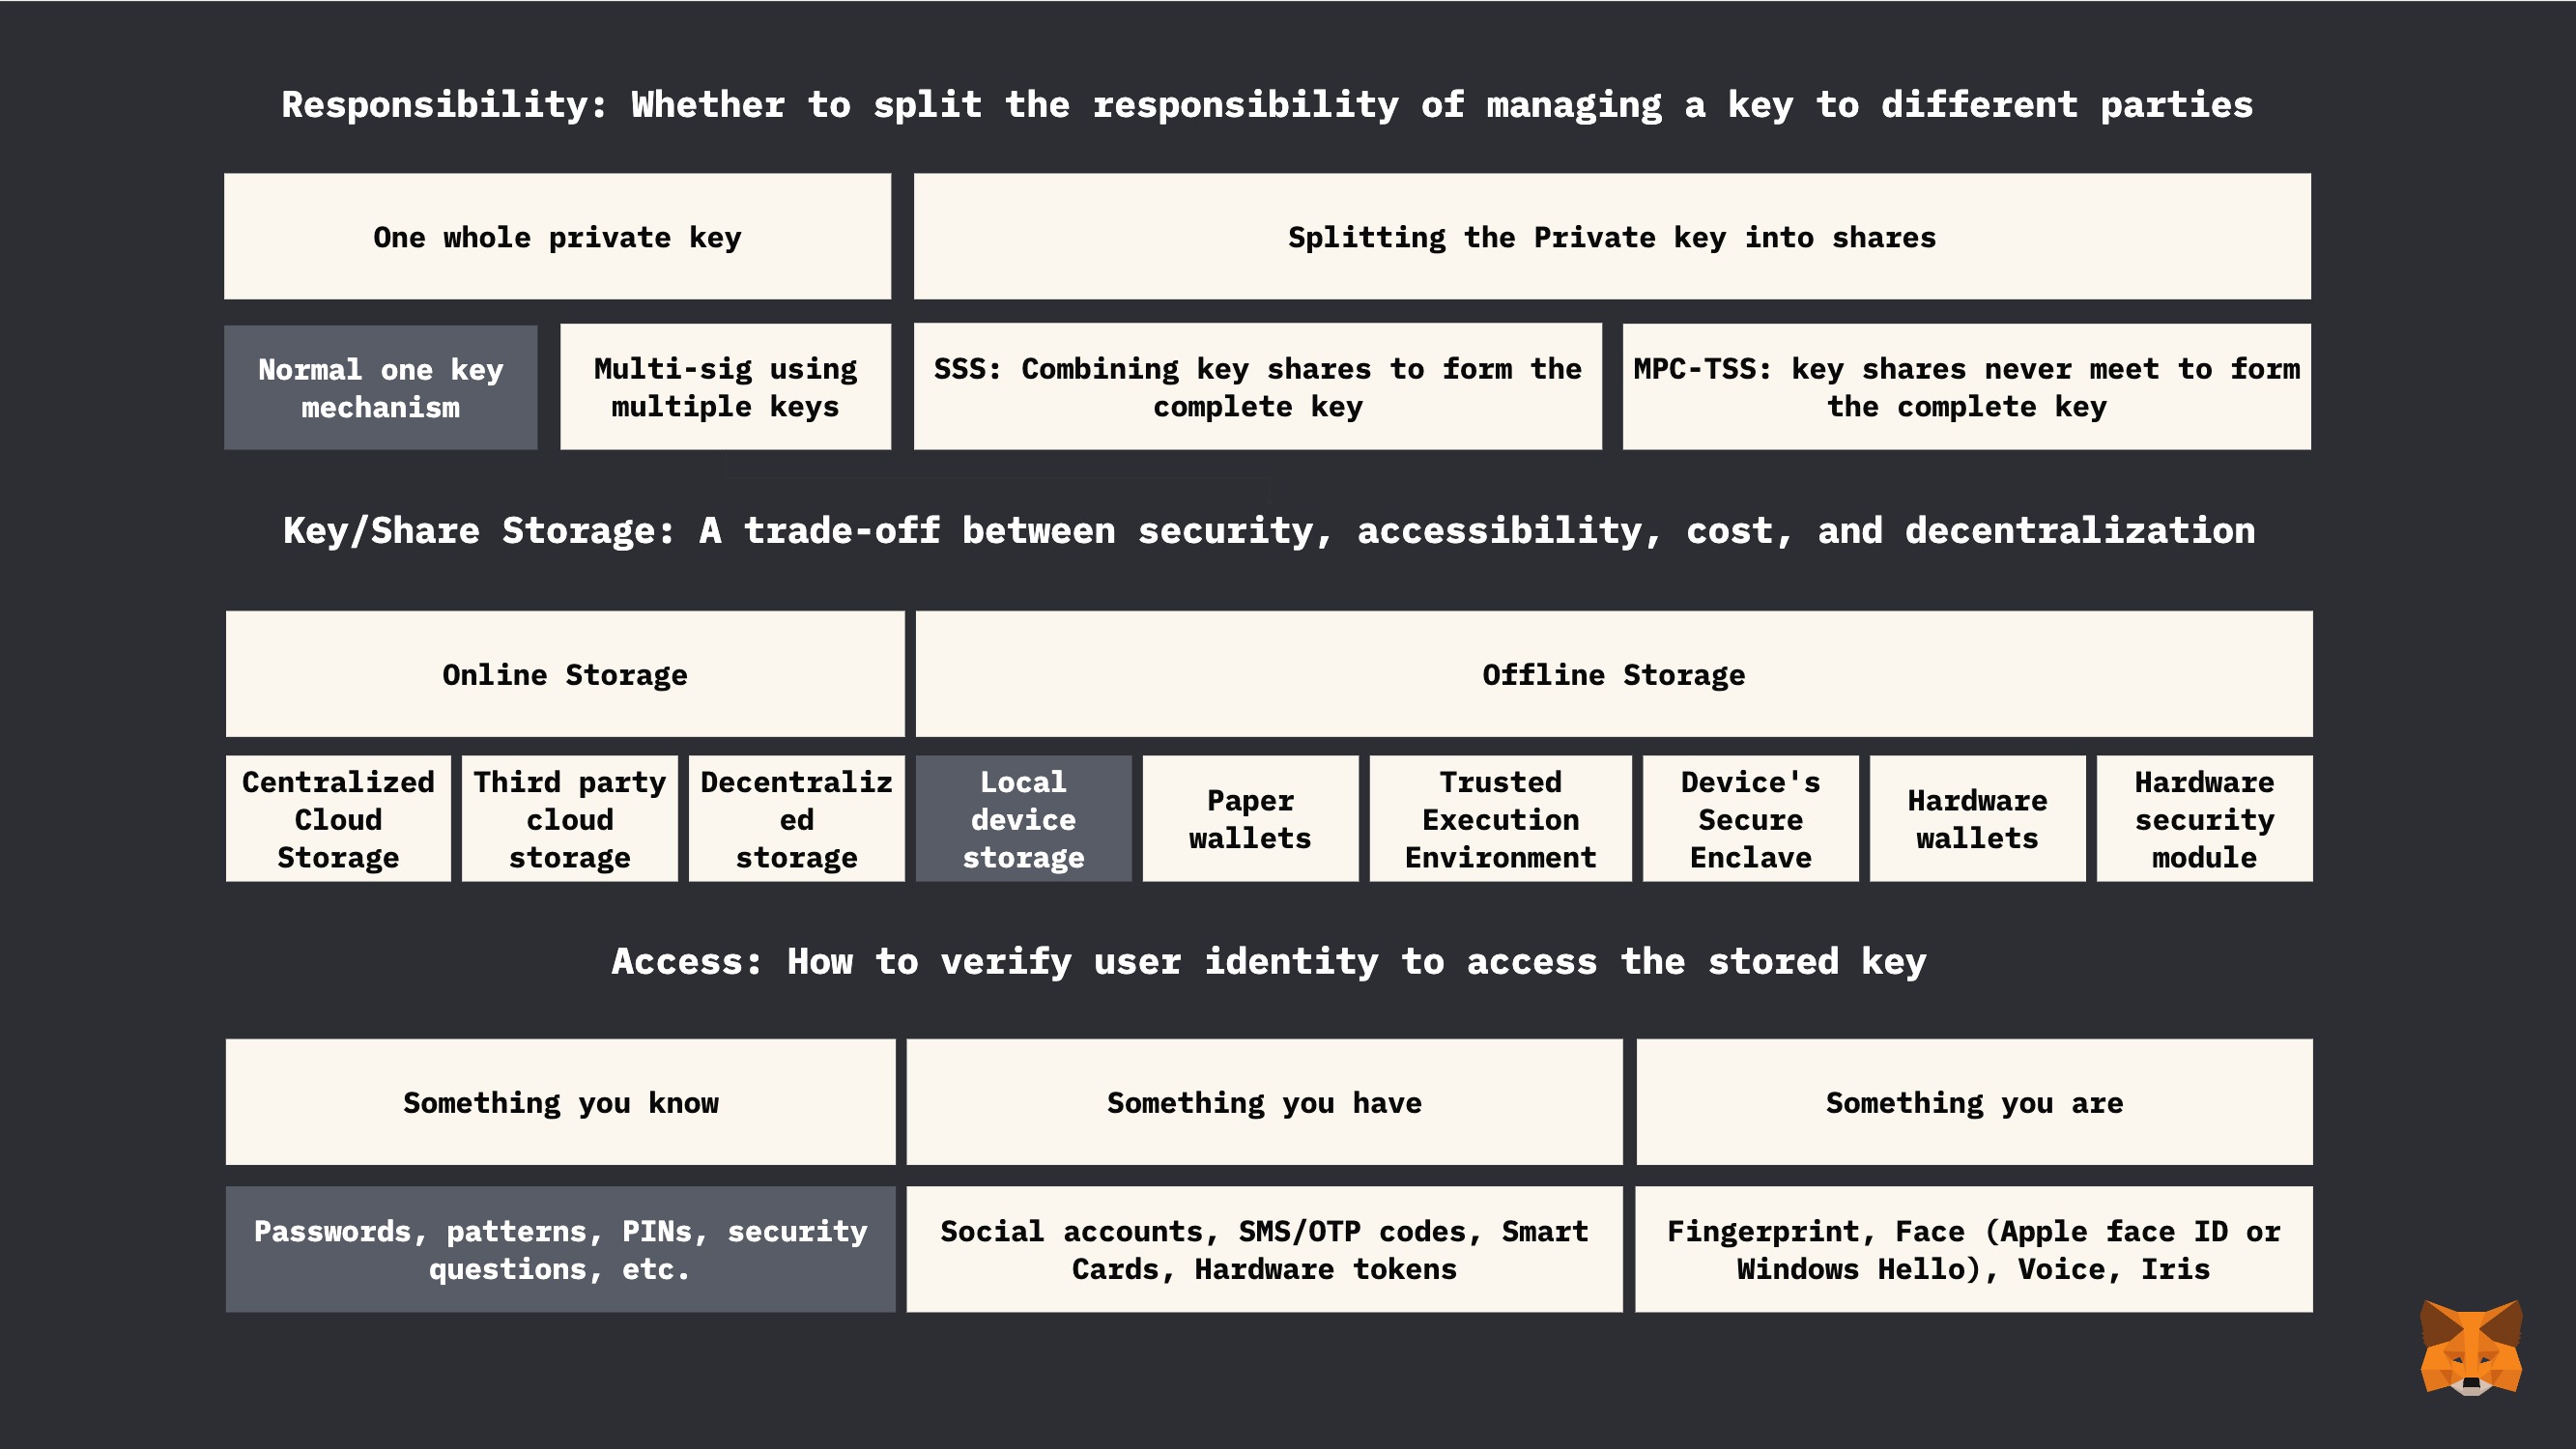 Responsibility: Whether to split the responsibility of managing a key to different parties
One whole private key
Splitting the Private key into shares
Normal one key
mechanism
Multi-sig using
multiple keys
SSS: Combining key shares to form the
complete key
MPC-TSS: key shares never meet to form
the complete key
Key/Share Storage: A trade-off between security, accessibility, cost, and decentralization
Online Storage
Offline Storage
Centralized
Cloud
Storage
Third party
cloud
storage
Decentraliz
ed
storage
Local
device
storage
Paper
wallets
Trusted
Execution
Environment
Device's
Secure
Enclave
Hardware
wallets
Hardware
security
module
Access: How to verify user identity to access the stored key
Something you know
Something you have
Something you are
Passwords, patterns, PINs, security
questions, etc.
Social accounts, SMS/OTP codes, Smart
Cards, Hardware tokens
Fingerprint, Face (Apple face ID or
Windows Hello), Voice, Iris